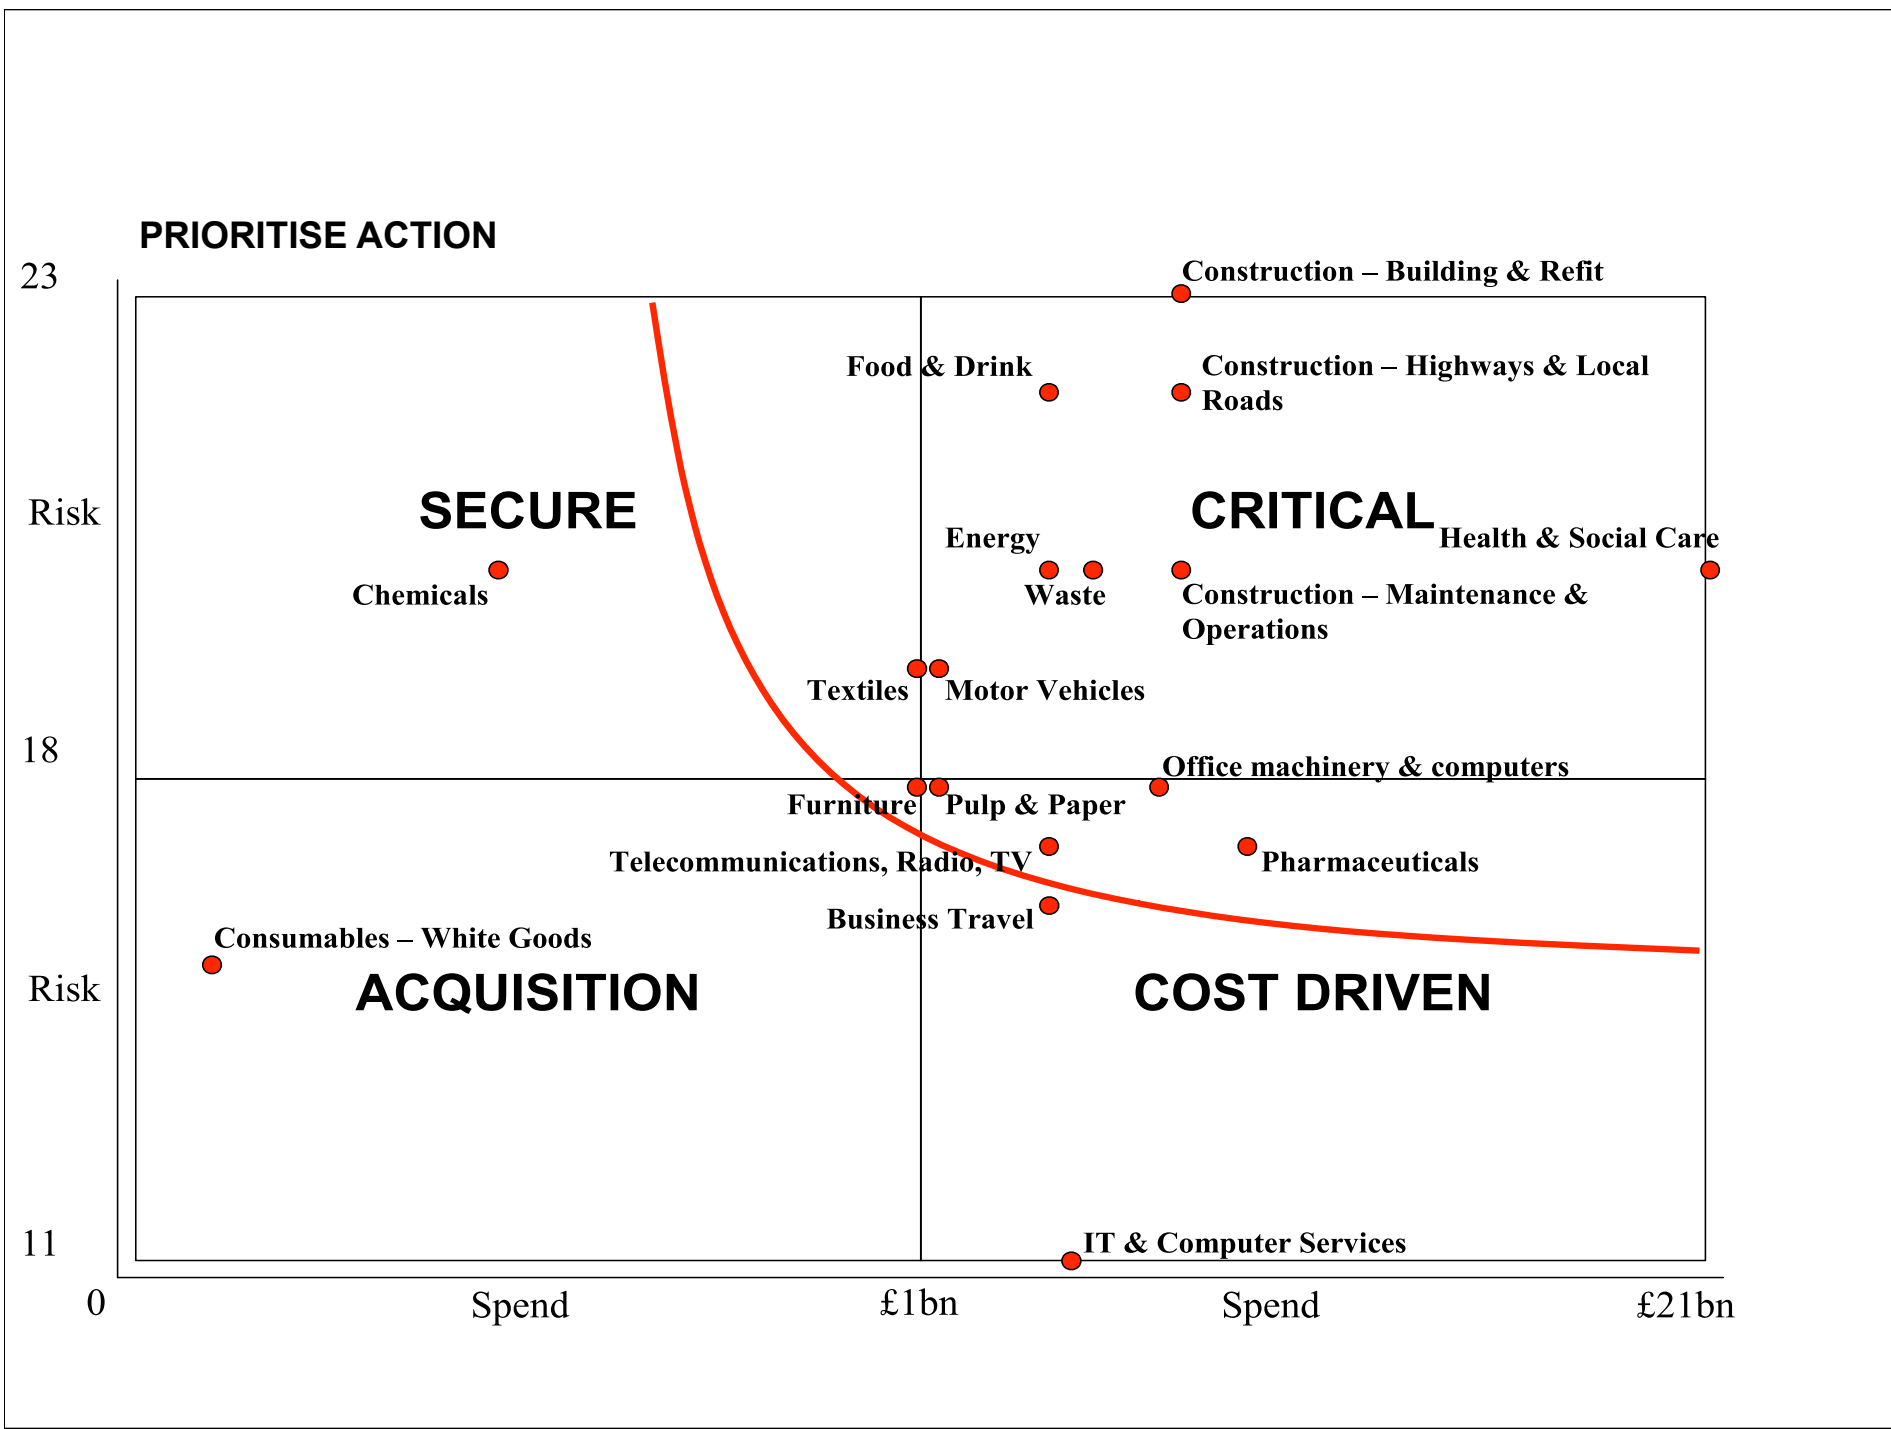 PRIORITISE ACTION
23
Construction – Building & Refit
Food & Drink
Construction – Highways & Local
Roads
Risk
SECURE
CRITICAL
Energy
Health & Social Care
Chemicals
Waste
Construction – Maintenance &
Operations
Textiles
Motor Vehicles
18
Office machinery & computers
Furniture
Pulp & Paper
Telecommunications, Radio, TV
Pharmaceuticals
Business Travel
Consumables – White Goods
Risk
ACQUISITION
COST DRIVEN
11
IT & Computer Services
0
Spend
£1bn
Spend
£21bn